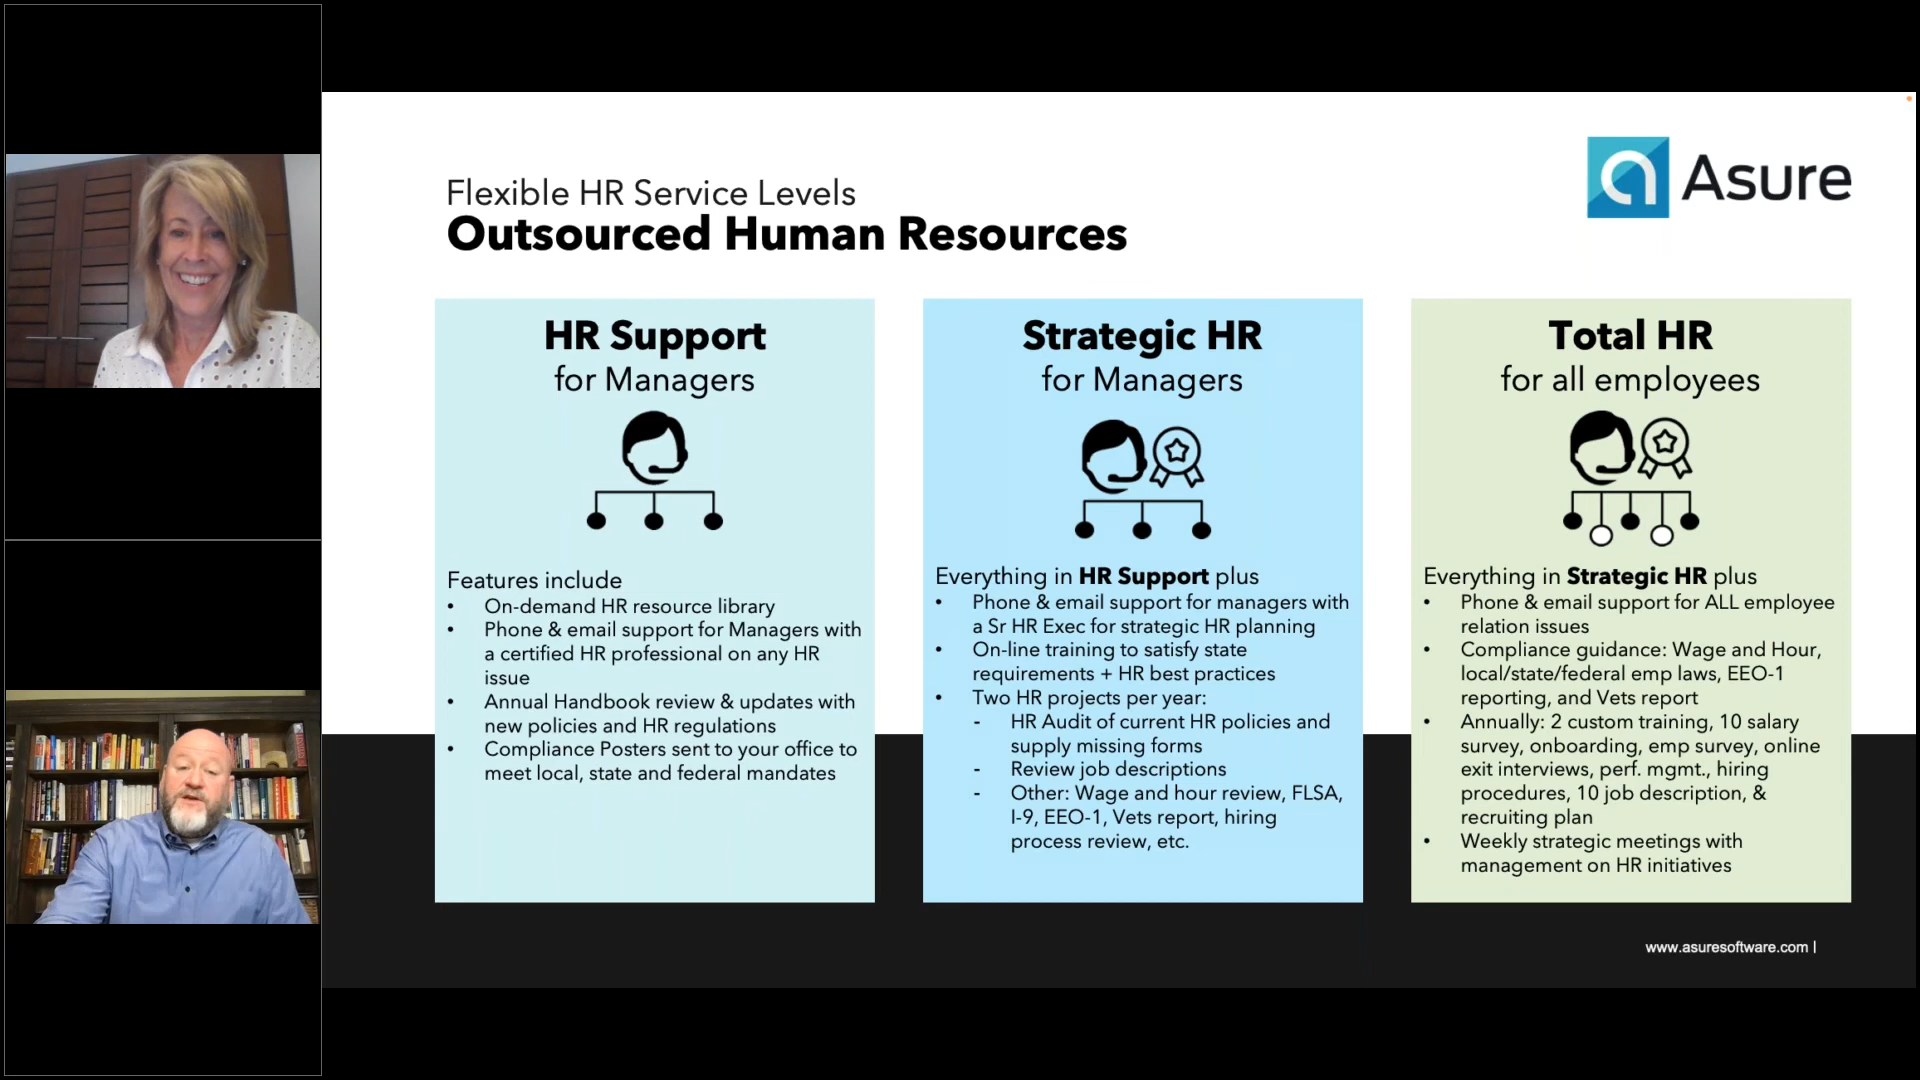 Asure
Flexible HR Service Levels
Outsourced Human Resources
HR Support
for Managers
Features include
• On-demand HR resource library
• Phone & email support for Managers with
a certified HR professional on any HR
issue
• Annual Handbook review & updates with
new policies and HR regulations
• Compliance Posters sent to your office to
meet local, state and federal mandates
Strategic HR
for Managers
Everything in HR Support plus
• Phone & email support for managers with
a Sr HR Exec for strategic HR planning
• On-line training to satisfy state
requirements + HR best practices
• Two HR projects per year:
- HR Audit of current HR policies and
supply missing forms
- Review job descriptions
- Other: Wage and hour review, FLSA,
I-9, EEO-1, Vets report, hiring
process review, etc.
Total HR
for all employees
Everything in Strategic HR plus
• Phone & email support for ALL employee
relation issues
• Compliance guidance: Wage and Hour,
local/state/federal emp laws, EEO-1
reporting, and Vets report
• Annually: 2 custom training, 10 salary
survey, onboarding, emp survey, online
exit interviews, perf. mgmt., hiring
procedures, 10 job description, &
recruiting plan
• Weekly strategic meetings with
management on HR initiatives
www.asuresoftware.com |